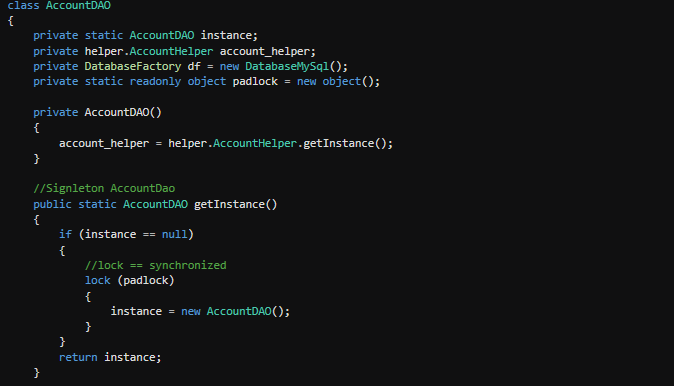 class AccountDAO
{
    private static AccountDAO instance;
    private helper.AccountHelper account_helper;
    private DatabaseFactory df = new DatabaseMySql();
    private static readonly object padlock = new object();

    private AccountDAO()
    {
        account_helper = helper.AccountHelper.getInstance();
    }

    //Signleton AccountDao
    public static AccountDAO getInstance()
    {
        if (instance == null)
        {
            //lock == synchronized
            lock (padlock)
            {
                instance = new AccountDAO();
            }
        }
        return instance;
    }